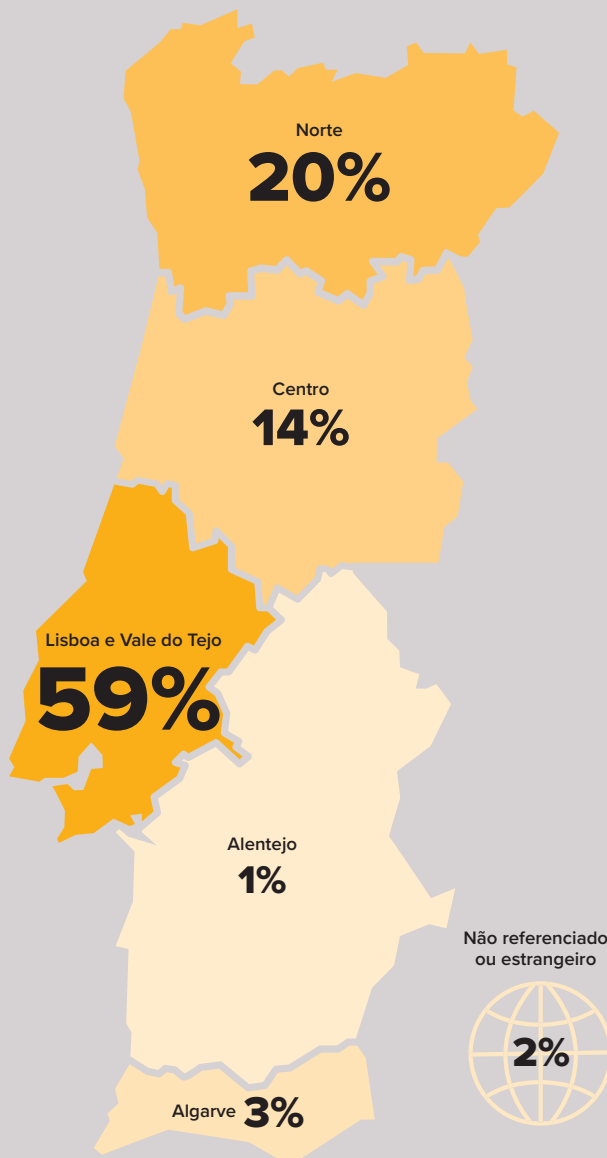 Norte
20%
Centro
14%
Lisboa e Vale do Tejo
59%
Alentejo
1%
Não referenciado
ou estrangeiro
2%
Algarve 3%